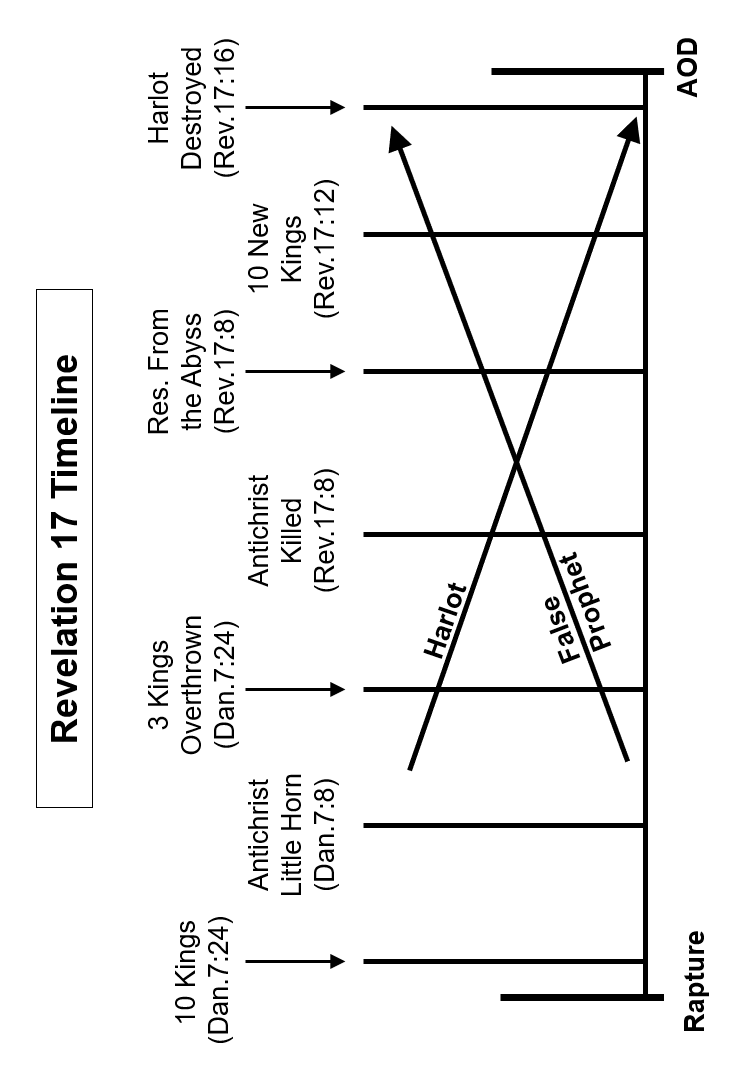 Revelation 17 Timeline
10 Kings
(Dan.7:24)
Antichrist
Little Horn
(Dan.7:8)
3 Kings
Overthrown
(Dan.7:24)
Antichrist
Killed
(Rev.17:8)
Res. From
the Abyss
(Rev.17:8)
10 New
Kings
(Rev.17:12)
Harlot
Destroyed
(Rev.17:16)
Harlot
False
Prophet
Rapture
AOD